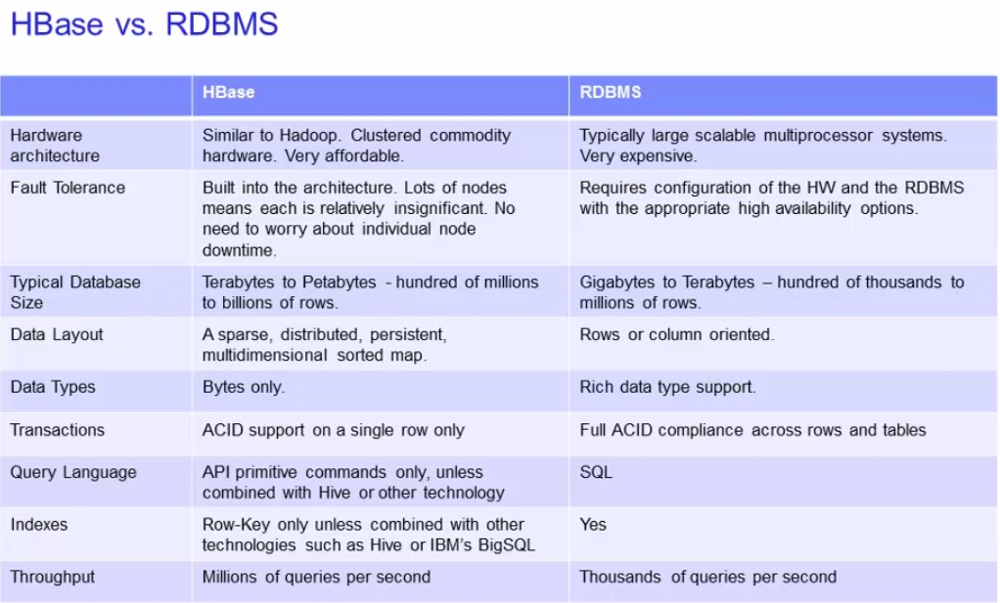 HBase vs. RDBMS
HBase
RDBMS
Hardware
architecture
Similar to Hadoop. Clustered commodity
hardware. Very affordable.
Typically large scalable multiprocessor systems.
Very expensive.
Fault Tolerance
Built into the architecture. Lots of nodes
means each is relatively insignificant. No
need to worry about individual node
downtime.
Requires configuration of the HW and the RDBMS
with the appropriate high availability options.
Typical Database
Size
Terabytes to Petabytes - hundred of millions
to billions of rows.
Gigabytes to Terabytes – hundred of thousands to
millions of rows.
Data Layout
A sparse, distributed, persistent,
multidimensional sorted map.
Rows or column oriented.
Data Types
Bytes only.
Rich data type support.
Transactions
ACID support on a single row only
Full ACID compliance across rows and tables
Query Language
API primitive commands only, unless
combined with Hive or other technology
SQL
Indexes
Row-Key only unless combined with other
technologies such as Hive or IBM's BigSQL
Yes
Throughput
Millions of queries per second
Thousands of queries per second